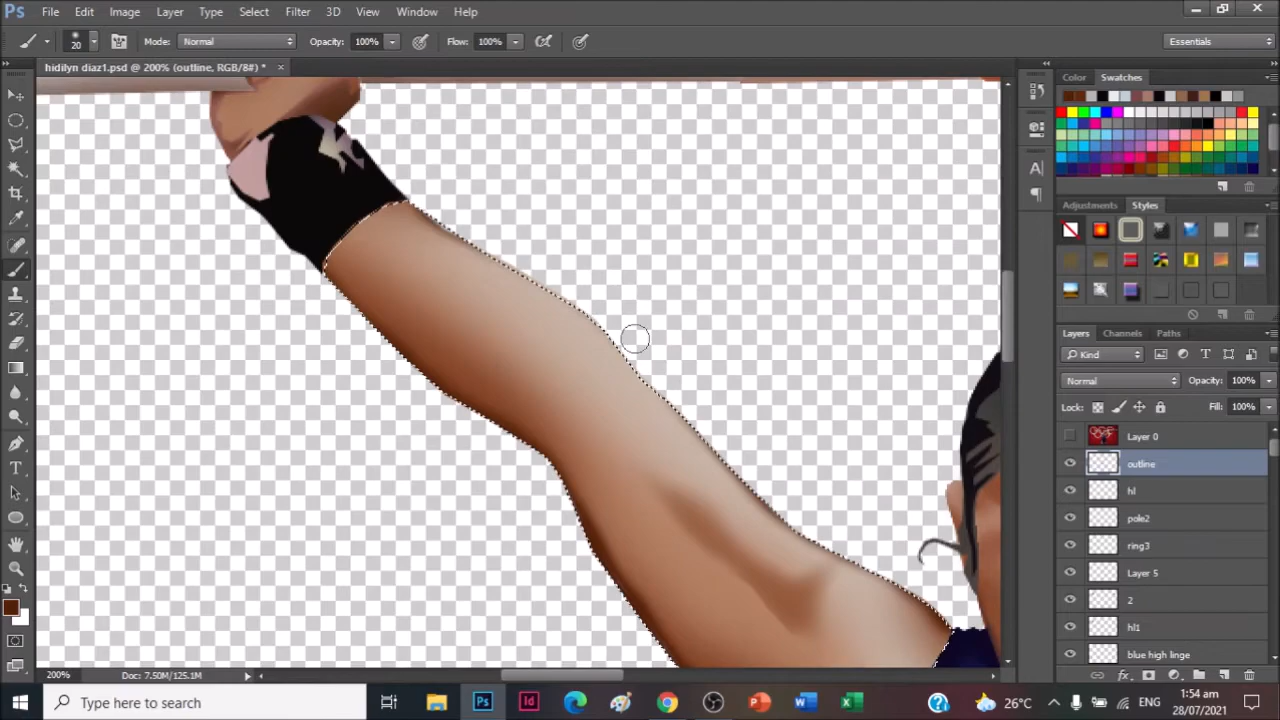 Ps File Edit Image Layer Type Select Filter 3D View Window Help
20 Mode: Normal Opacity: 100% Flow: 100% Essentials
hidilyn diaz1.psd @ 200% (outline, RGB/8#) * ×
Color Swatches
Adjustments Styles
Layers Channels Paths
Kind
Normal Opacity: 100%
Lock: Fill: 100%
Layer 0
outline
hl
pole2
ring3
Layer 5
2
hl1
blue high linge
200% Doc: 7.50M/125.1M
Type here to search
26°C ENG 1:54 am
28/07/2021